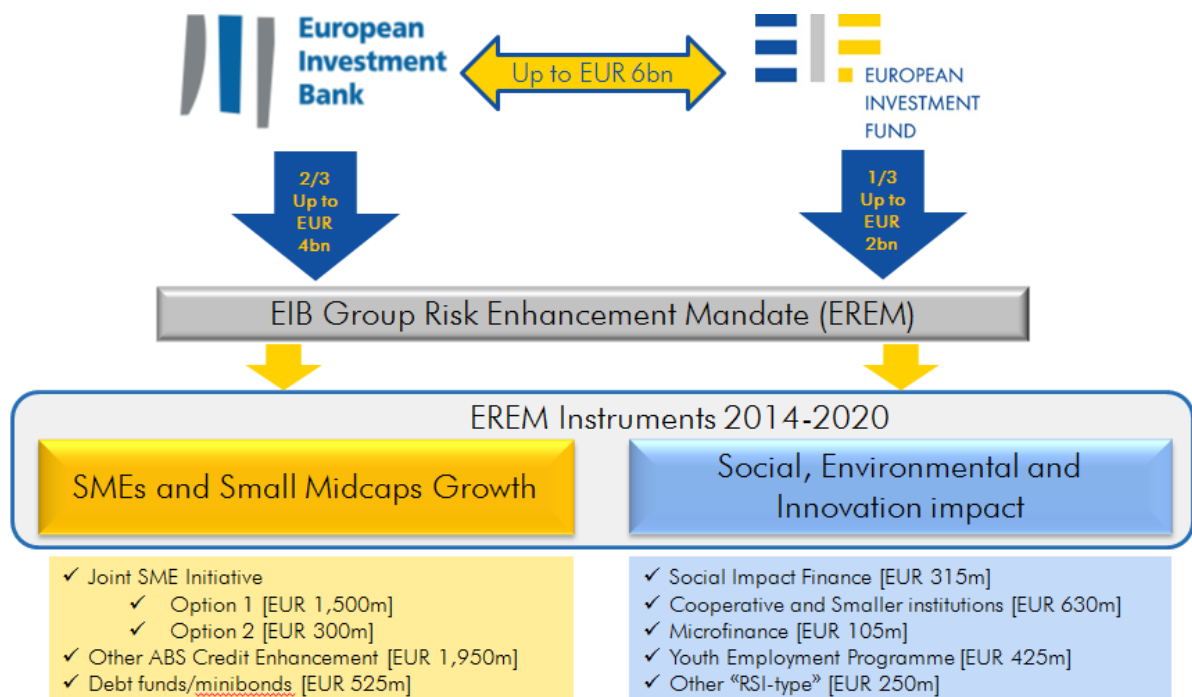 European
Investment
Bank
Up to EUR 6bn
EUROPEAN
INVESTMENT
FUND
2/3
Up to
EUR
4bn
1/3
Up to
EUR
2bn
EIB Group Risk Enhancement Mandate (EREM)
EREM Instruments 2014-2020
SMEs and Small Midcaps Growth
Social, Environmental and
Innovation impact
✓ Joint SME Initiative
✓ Option 1 [EUR 1,500m]
✓ Option 2 [EUR 300m]
✓ Other ABS Credit Enhancement [EUR 1,950m]
✓ Debt funds/minibonds [EUR 525m]
✓ Social Impact Finance [EUR 315m]
✓ Cooperative and Smaller institutions [EUR 630m]
✓ Microfinance [EUR 105m]
✓ Youth Employment Programme [EUR 425m]
✓ Other «RSI-type» [EUR 250m]